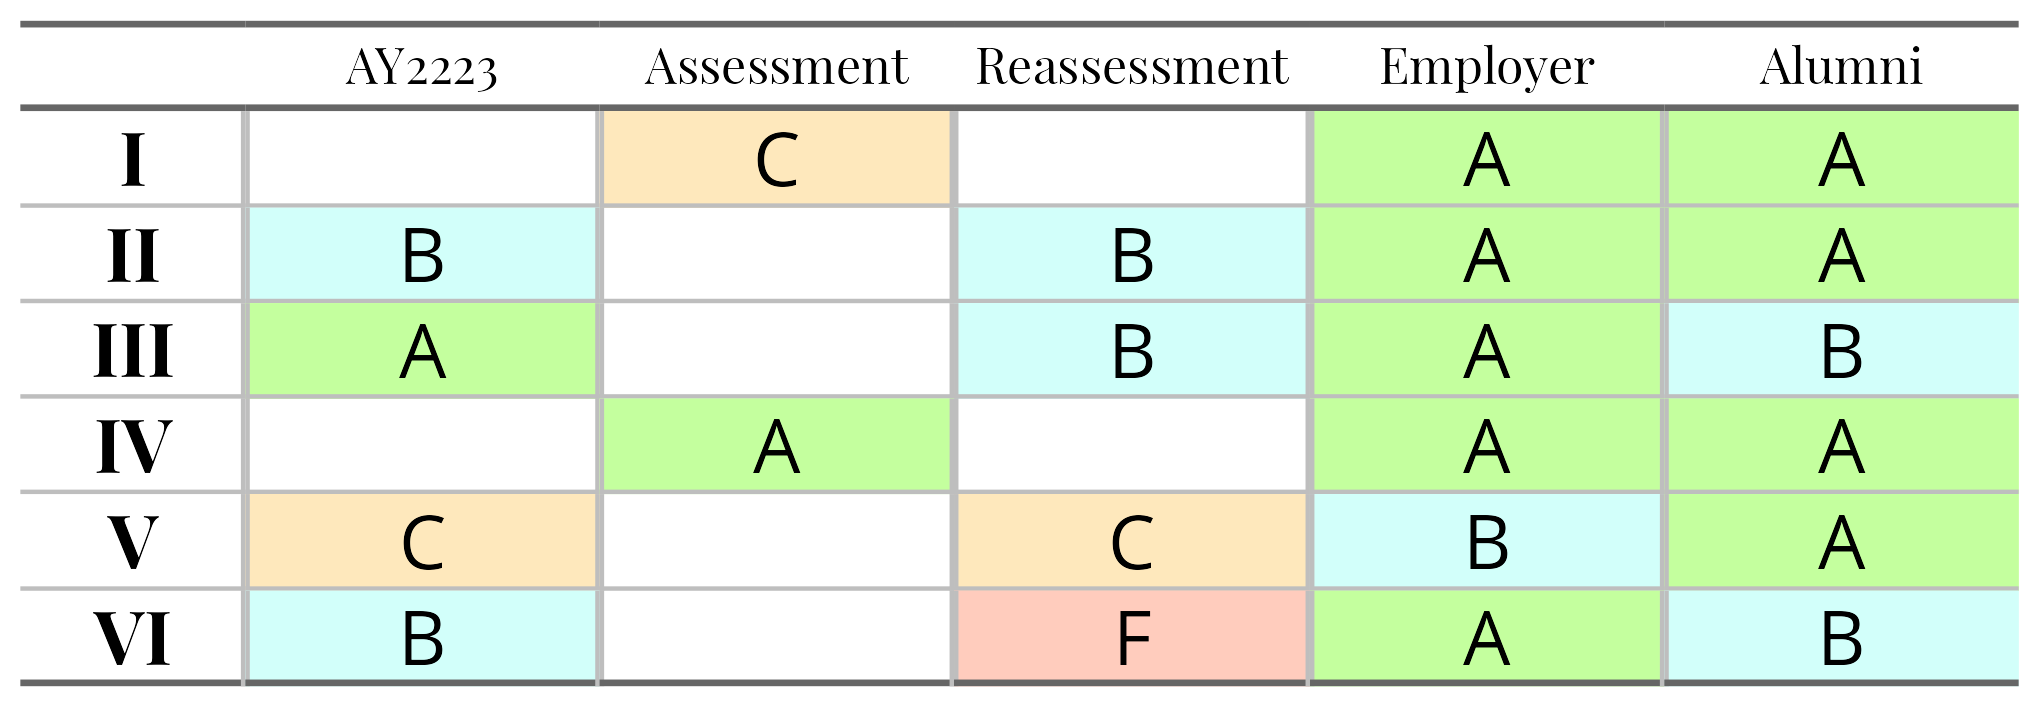 AY2223 Assessment Reassessment Employer Alumni
I C A A
II B B A A
III A B A B
IV A A A
V C C B A
VI B F A B